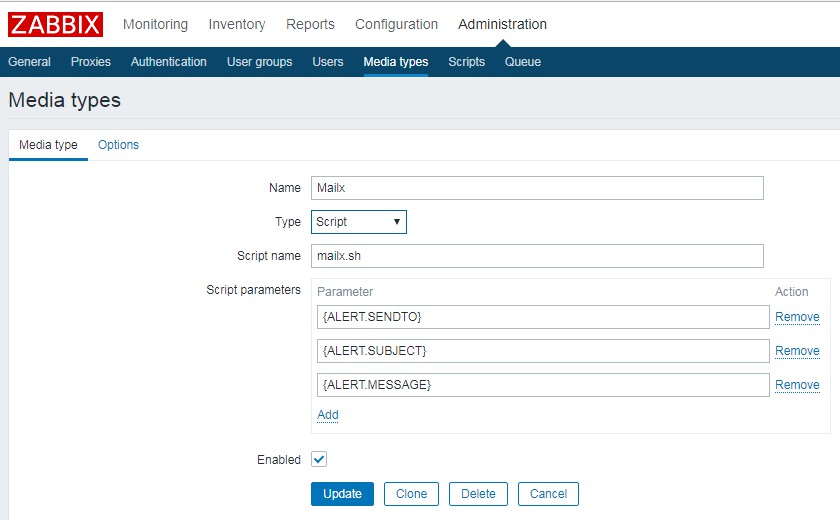 ZABBIX Monitoring Inventory Reports Configuration Administration
General Proxies Authentication User groups Users Media types Scripts Queue
Media types
Media type Options
Name Mailx
Type Script
Script name mailx.sh
Script parameters Parameter Action
{ALERT.SENDTO} Remove
{ALERT.SUBJECT} Remove
{ALERT.MESSAGE} Remove
Add
Enabled
Update Clone Delete Cancel